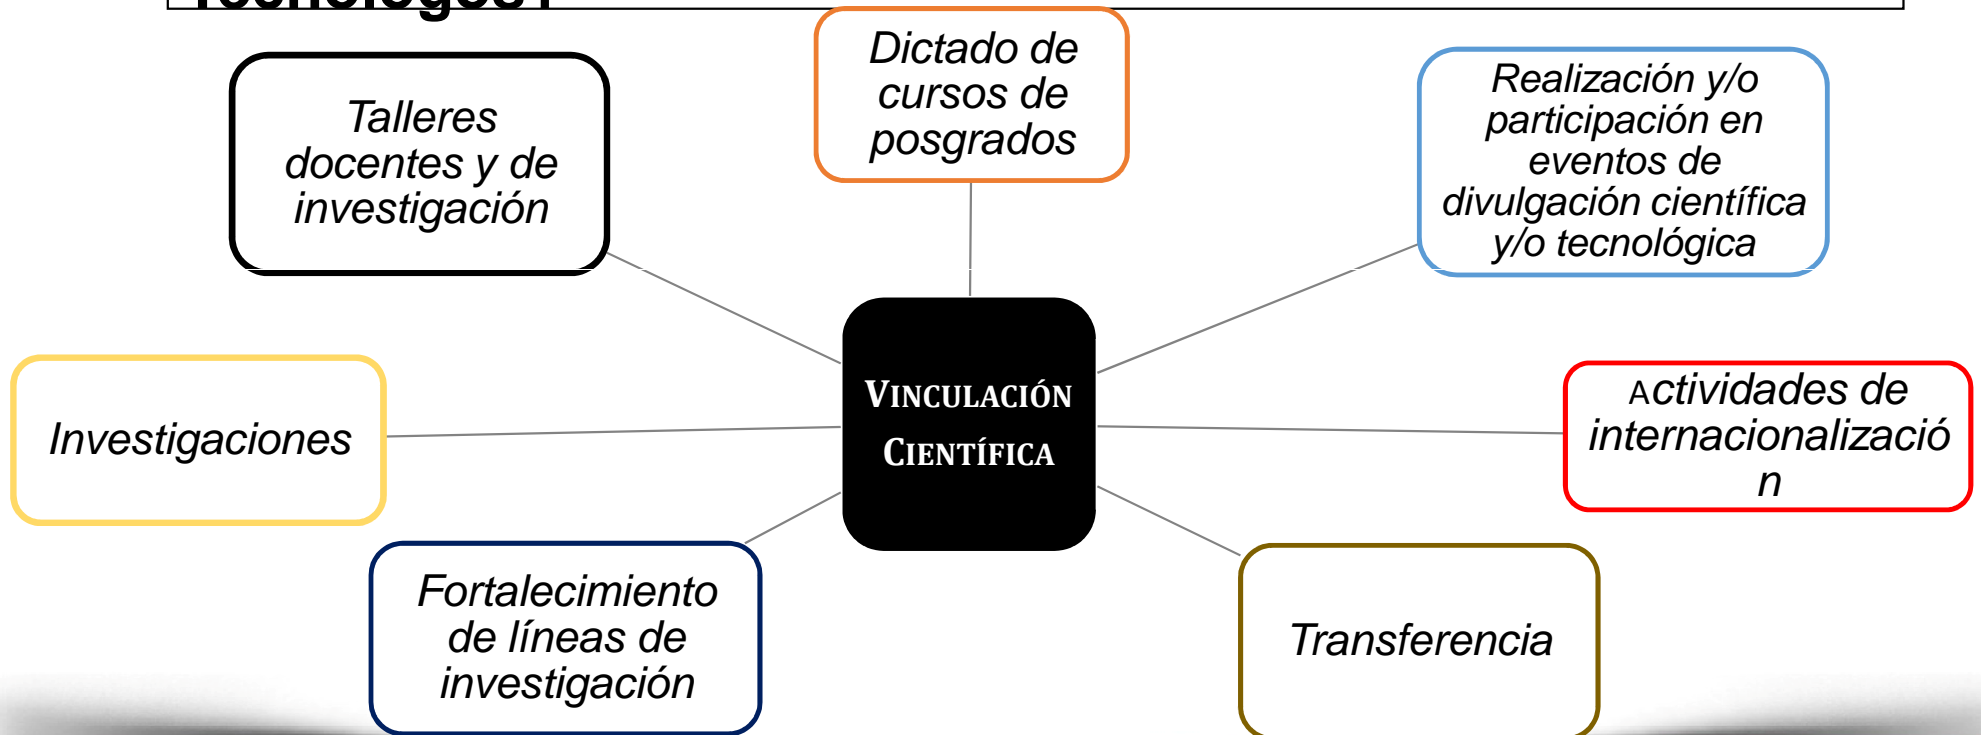 Tecnólogos?
Dictado de
cursos de
posgrados
Talleres
docentes y de
investigación
Realización y/o
participación en
eventos de
divulgación científica
y/o tecnológica
VINCULACIÓN
CIENTÍFICA
Investigaciones
Actividades de
internacionalizació
n
Fortalecimiento
de líneas de
investigación
Transferencia